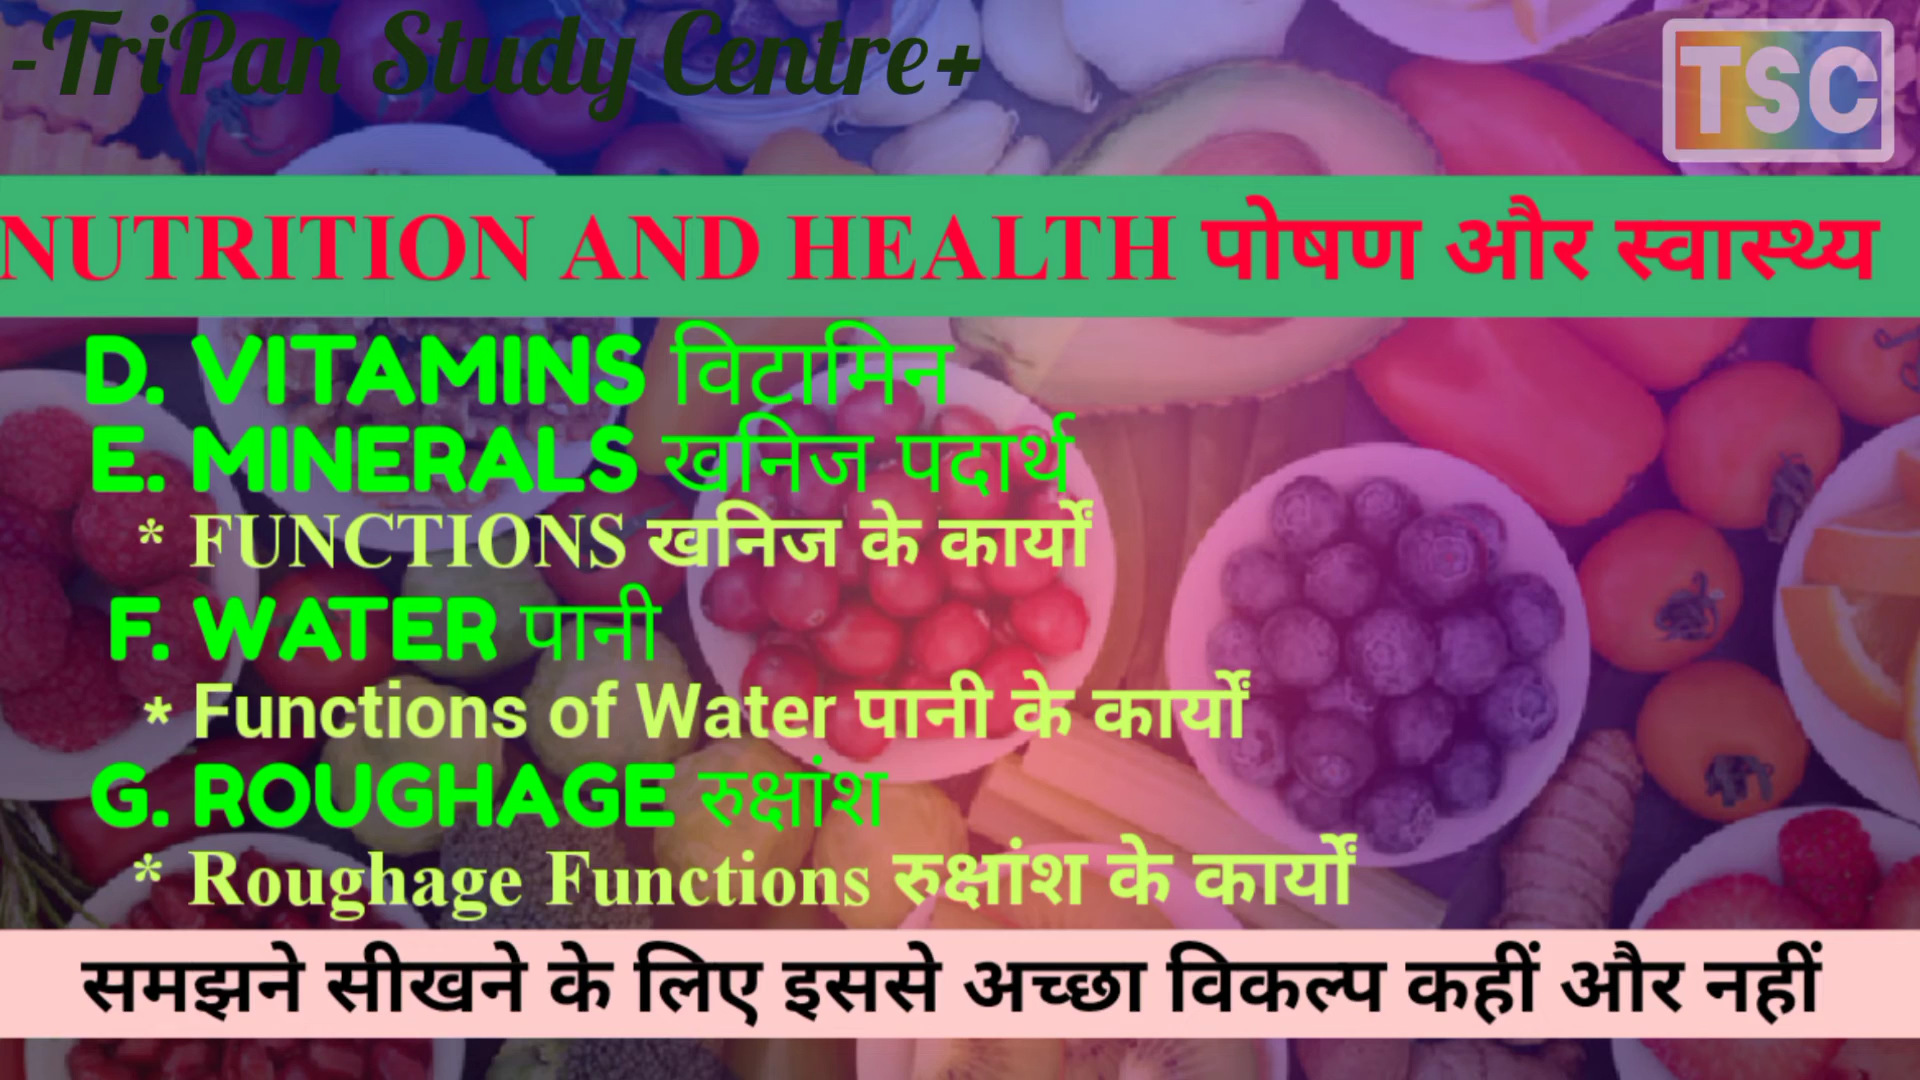 -TriPan Study Centre+
TSC
NUTRITION AND HEALTH पोषण और स्वास्थ्य
D. VITAMINS विटामिन
E. MINERALS खनिज पदार्थ
* FUNCTIONS खनिज के कार्यों
F. WATER पानी
* Functions of Water पानी के कार्यों
G. ROUGHAGE रुक्षांश
* Roughage Functions रुक्षांश के कार्यों
समझने सीखने के लिए इससे अच्छा विकल्प कहीं और नहीं